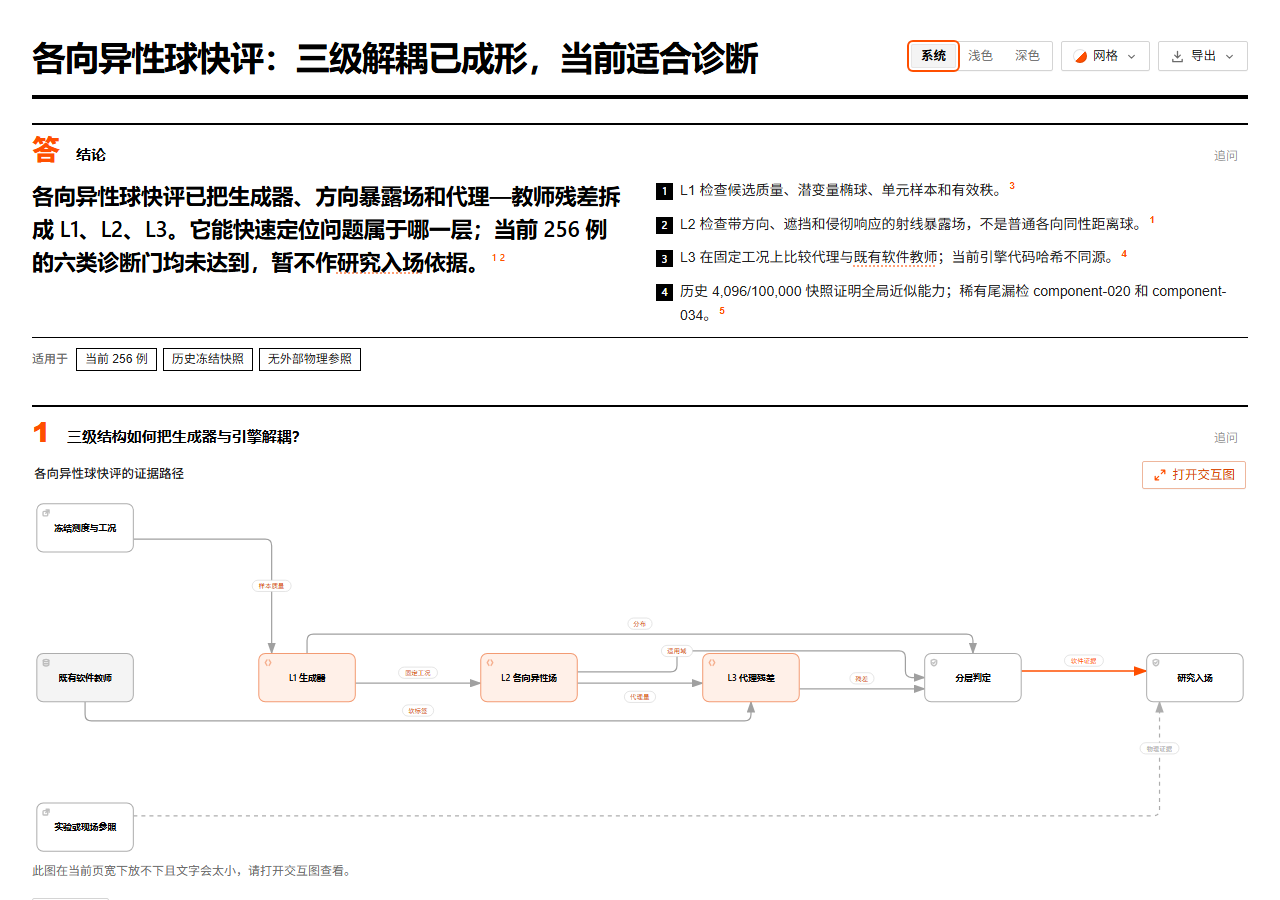 各向异性球快评：三级解耦已成形，当前适合诊断
系统 浅色 深色 网格 导出
答 结论
追问
各向异性球快评已把生成器、方向暴露场和代理—教师残差拆
成 L1、L2、L3。它能快速定位问题属于哪一层；当前 256 例
的六类诊断门均未达到，暂不作研究入场依据。 1 2
1 L1 检查候选质量、潜变量椭球、单元样本和有效秩。 3
2 L2 检查带方向、遮挡和侵彻响应的射线暴露场，不是普通各向同性距离球。 1
3 L3 在固定工况上比较代理与既有软件教师；当前引擎代码哈希不同源。 4
4 历史 4,096/100,000 快照证明全局近似能力；稀有尾漏检 component-020 和 component-
034。 5
适用于 当前 256 例 历史冻结快照 无外部物理参照
1 三级结构如何把生成器与引擎解耦？
追问
各向异性球快评的证据路径
打开交互图
冻结测度与工况
样本质量
分布
适用域
既有软件教师
L1 生成器
固定工况
L2 各向异性场
代理量
L3 代理残差
残差
分层判定
软件证据
研究入场
软标签
物理证据
实验或现场参照
此图在当前页宽下放不下且文字会太小，请打开交互图查看。